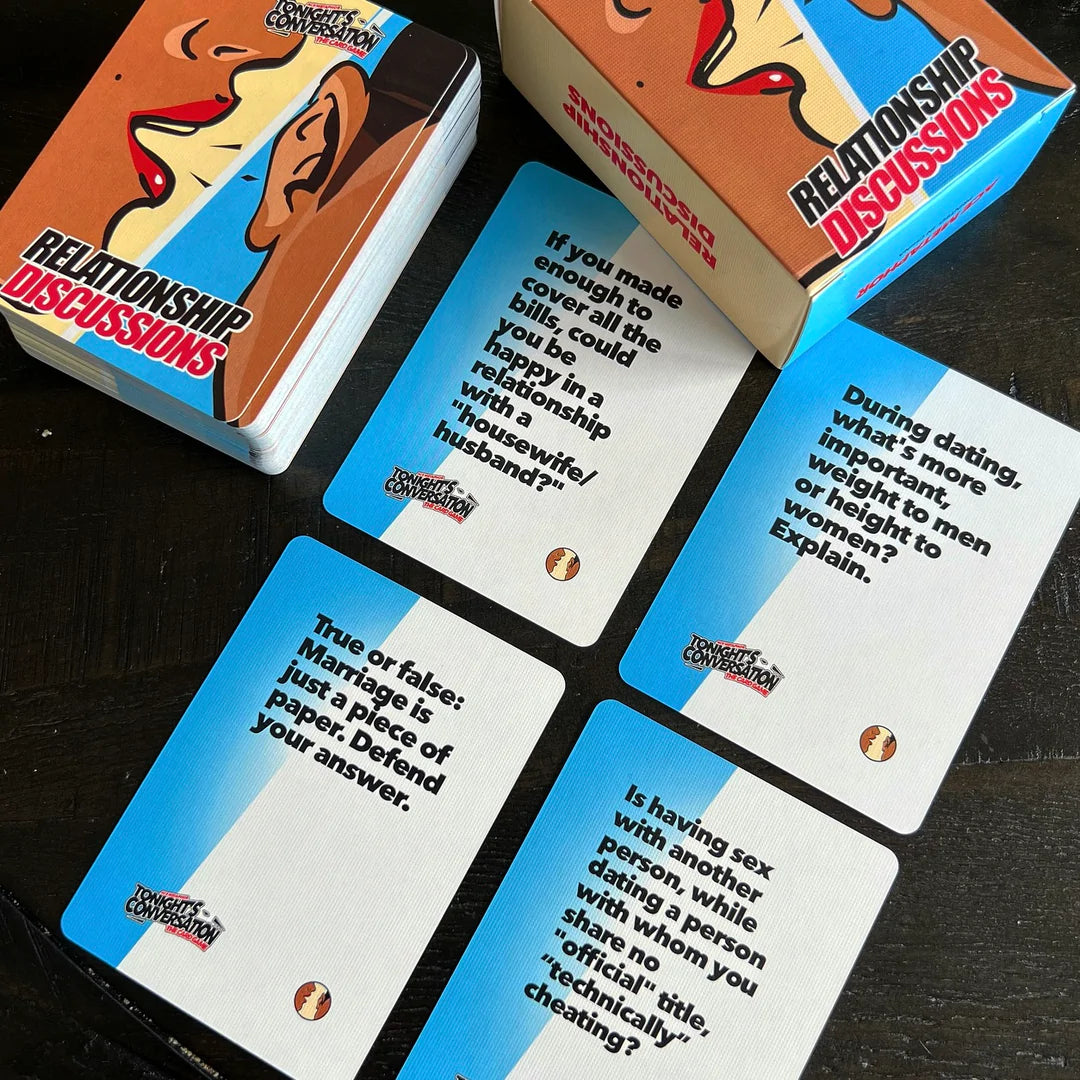 TONIGHT'S
CONVERSATION
THE CARD GAME
RELATIONSHIP
DISCUSSIONS
RELATIONSHIP
DISCUSSIONS
RELATIONSHIP
DISCUSSIONS
If you made
enough to
cover all the
bills, could
you be
happy in a
relationship
with a
"housewife/
husband?"
TONIGHT'S
CONVERSATION
THE CARD GAME
During dating,
what's more
important,
weight to men
or height to
women?
Explain.
TONIGHT'S
CONVERSATION
THE CARD GAME
True or false:
Marriage is
just a piece of
paper. Defend
your answer.
TONIGHT'S
CONVERSATION
THE CARD GAME
Is having sex
with another
person, while
dating a person
with whom you
share no
"official" title,
"technically"
cheating?